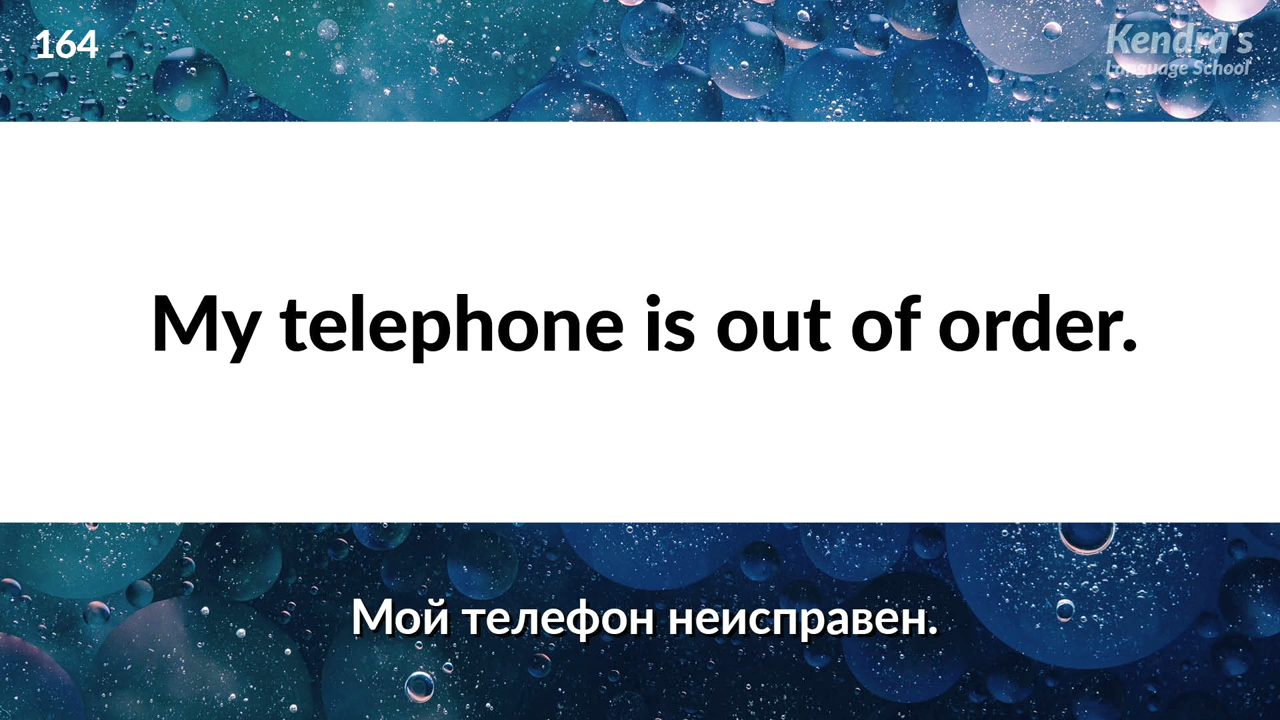 164
Kendra's
Language School
My telephone is out of order.
Мой телефон неисправен.